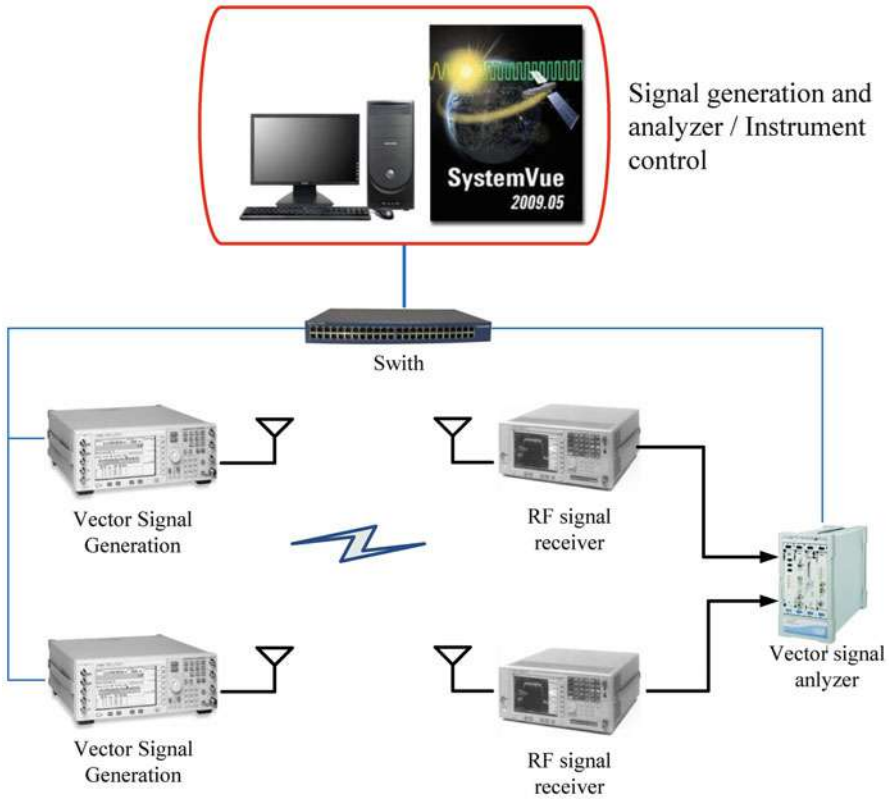 Signal generation and
analyzer / Instrument
control
SystemVue
2009.05
Swith
Vector Signal
Generation
RF signal
receiver
Vector signal
anlyzer
Vector Signal
Generation
RF signal
receiver